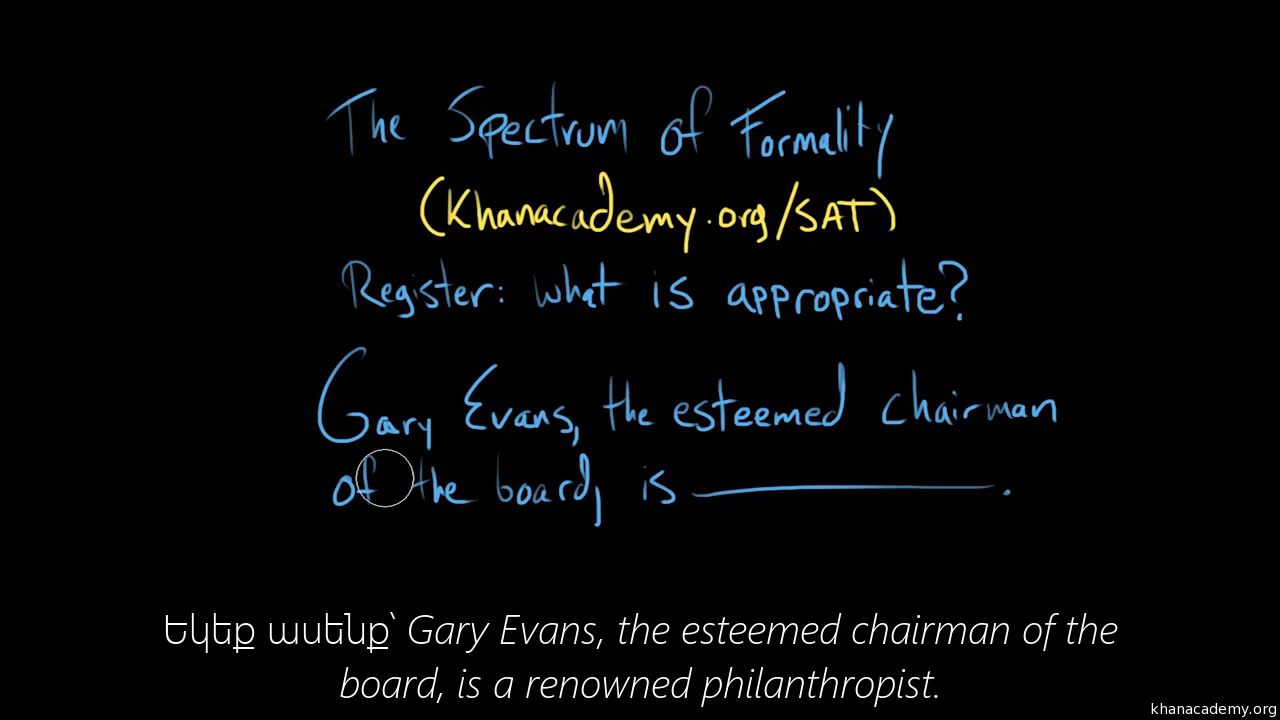 The Spectrum of Formality
(Khanacademy.org/SAT)
Register: what is appropriate?
Gary Evans, the esteemed chairman
of the board, is ____________.
Եկեք ասենք՝ Gary Evans, the esteemed chairman of the
board, is a renowned philanthropist.
khanacademy.org